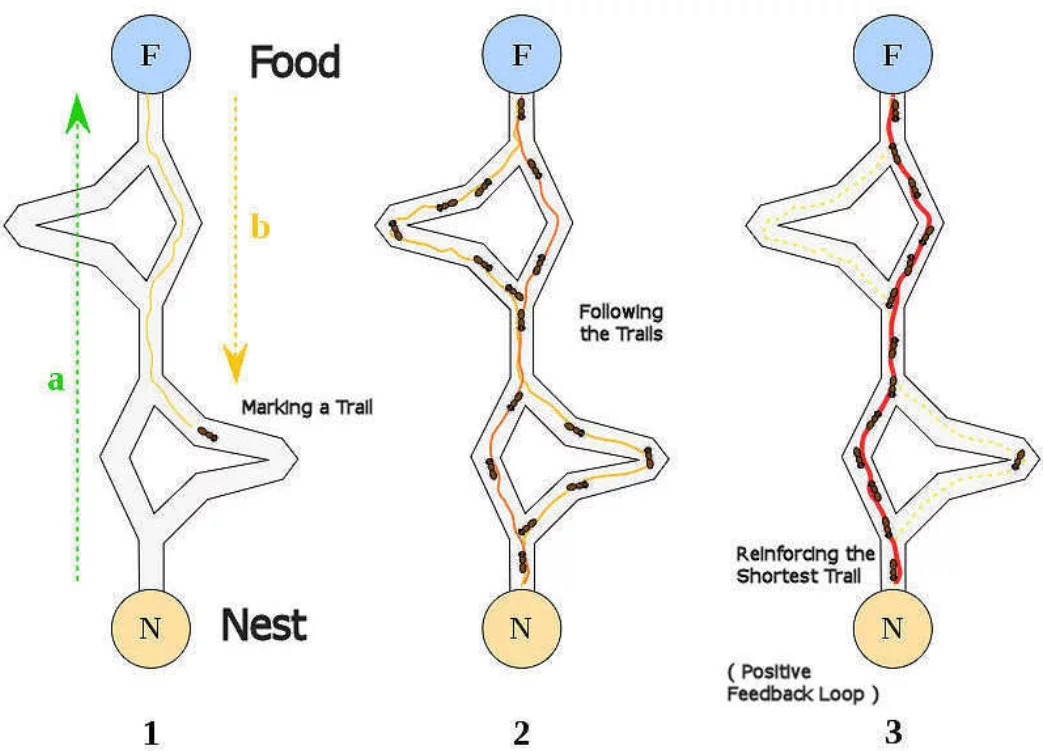 F
Food
F
F
b
Following
the Trails
a
Marking a Trail
Reinforcing the
Shortest Trail
N
Nest
N
N
( Positive
Feedback Loop )
1
2
3